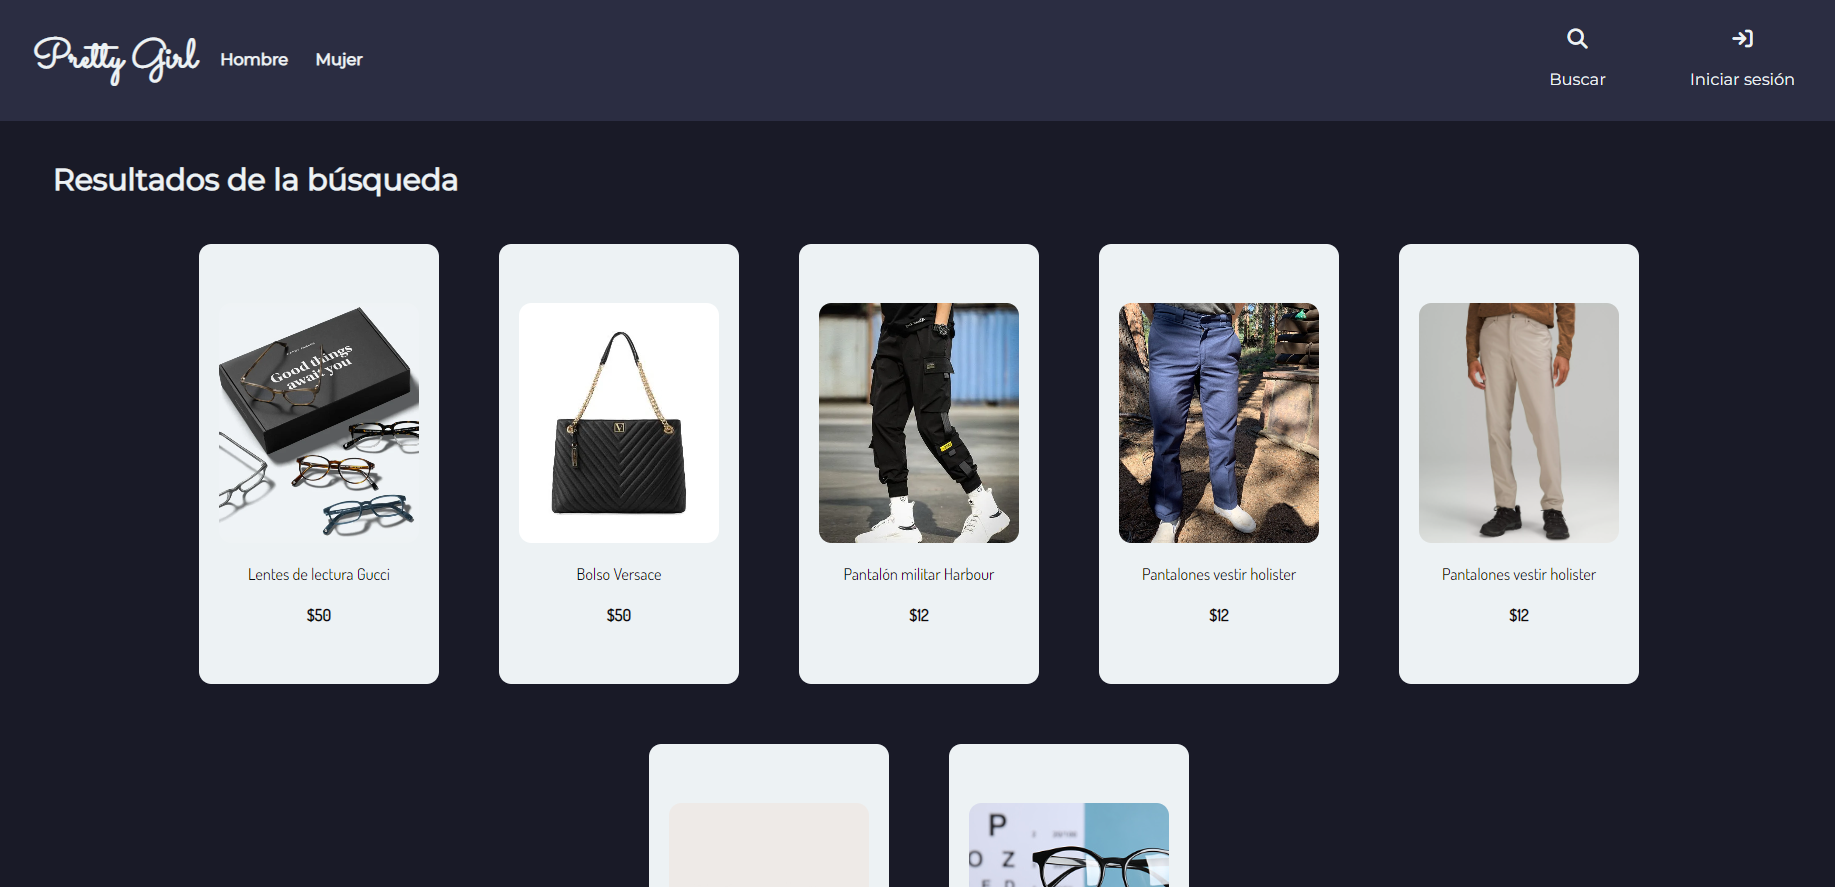 Pretty Girl Hombre Mujer
Buscar Iniciar sesión
Resultados de la búsqueda
Good things
await you
Lentes de lectura Gucci
$50
Bolso Versace
$50
Pantalón militar Harbour
$12
Pantalones vestir holister
$12
Pantalones vestir holister
$12
P
O Z